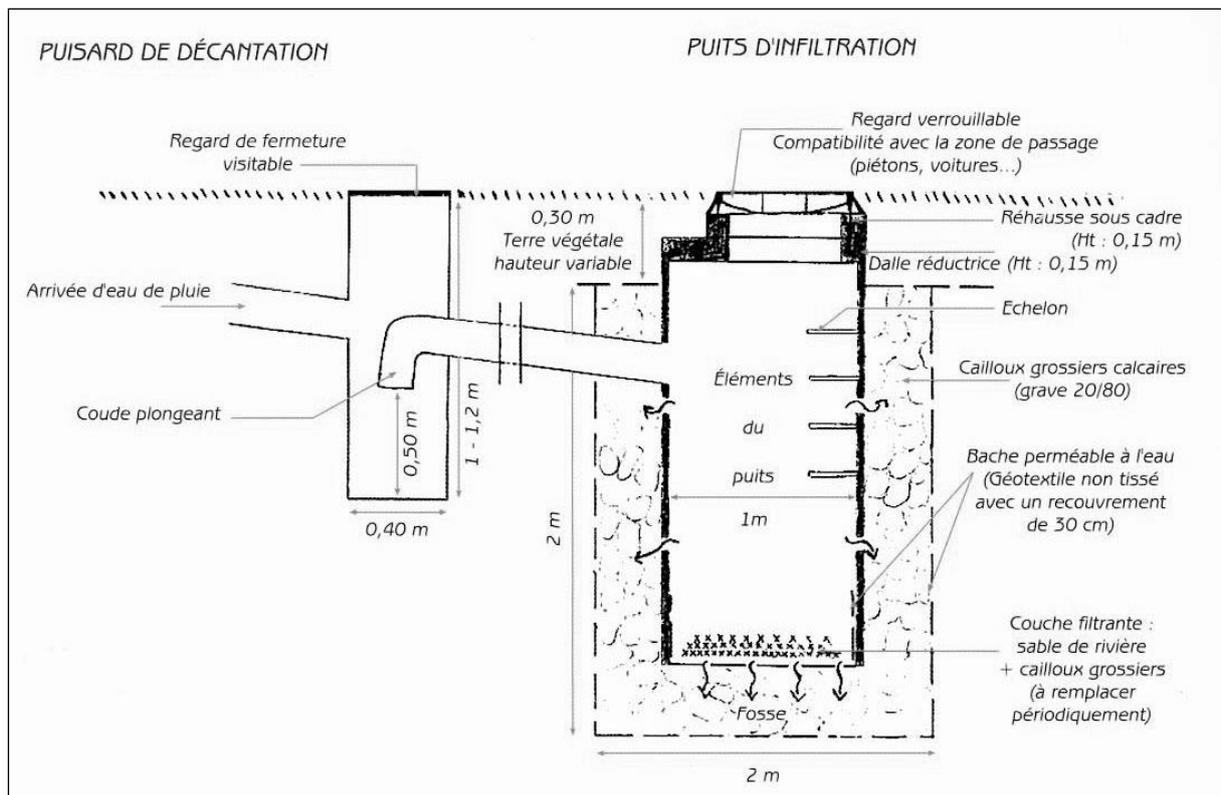 PUISARD DE DÉCANTATION
PUITS D'INFILTRATION
Regard de fermeture
visitable
Regard verrouillable
Compatibilité avec la zone de passage
(piétons, voitures...)
0,30 m
Terre végétale
hauteur variable
Réhausse sous cadre
(Ht : 0,15 m)
Dalle réductrice (Ht : 0,15 m)
Arrivée d'eau de pluie
Echelon
Coude plongeant
0,50 m
1 - 1,2 m
0,40 m
Éléments
du
puits
1m
2 m
Cailloux grossiers calcaires
(grave 20/80)
Bache perméable à l'eau
(Géotextile non tissé
avec un recouvrement
de 30 cm)
Couche filtrante :
sable de rivière
+ cailloux grossiers
(à remplacer
périodiquement)
Fosse
2 m